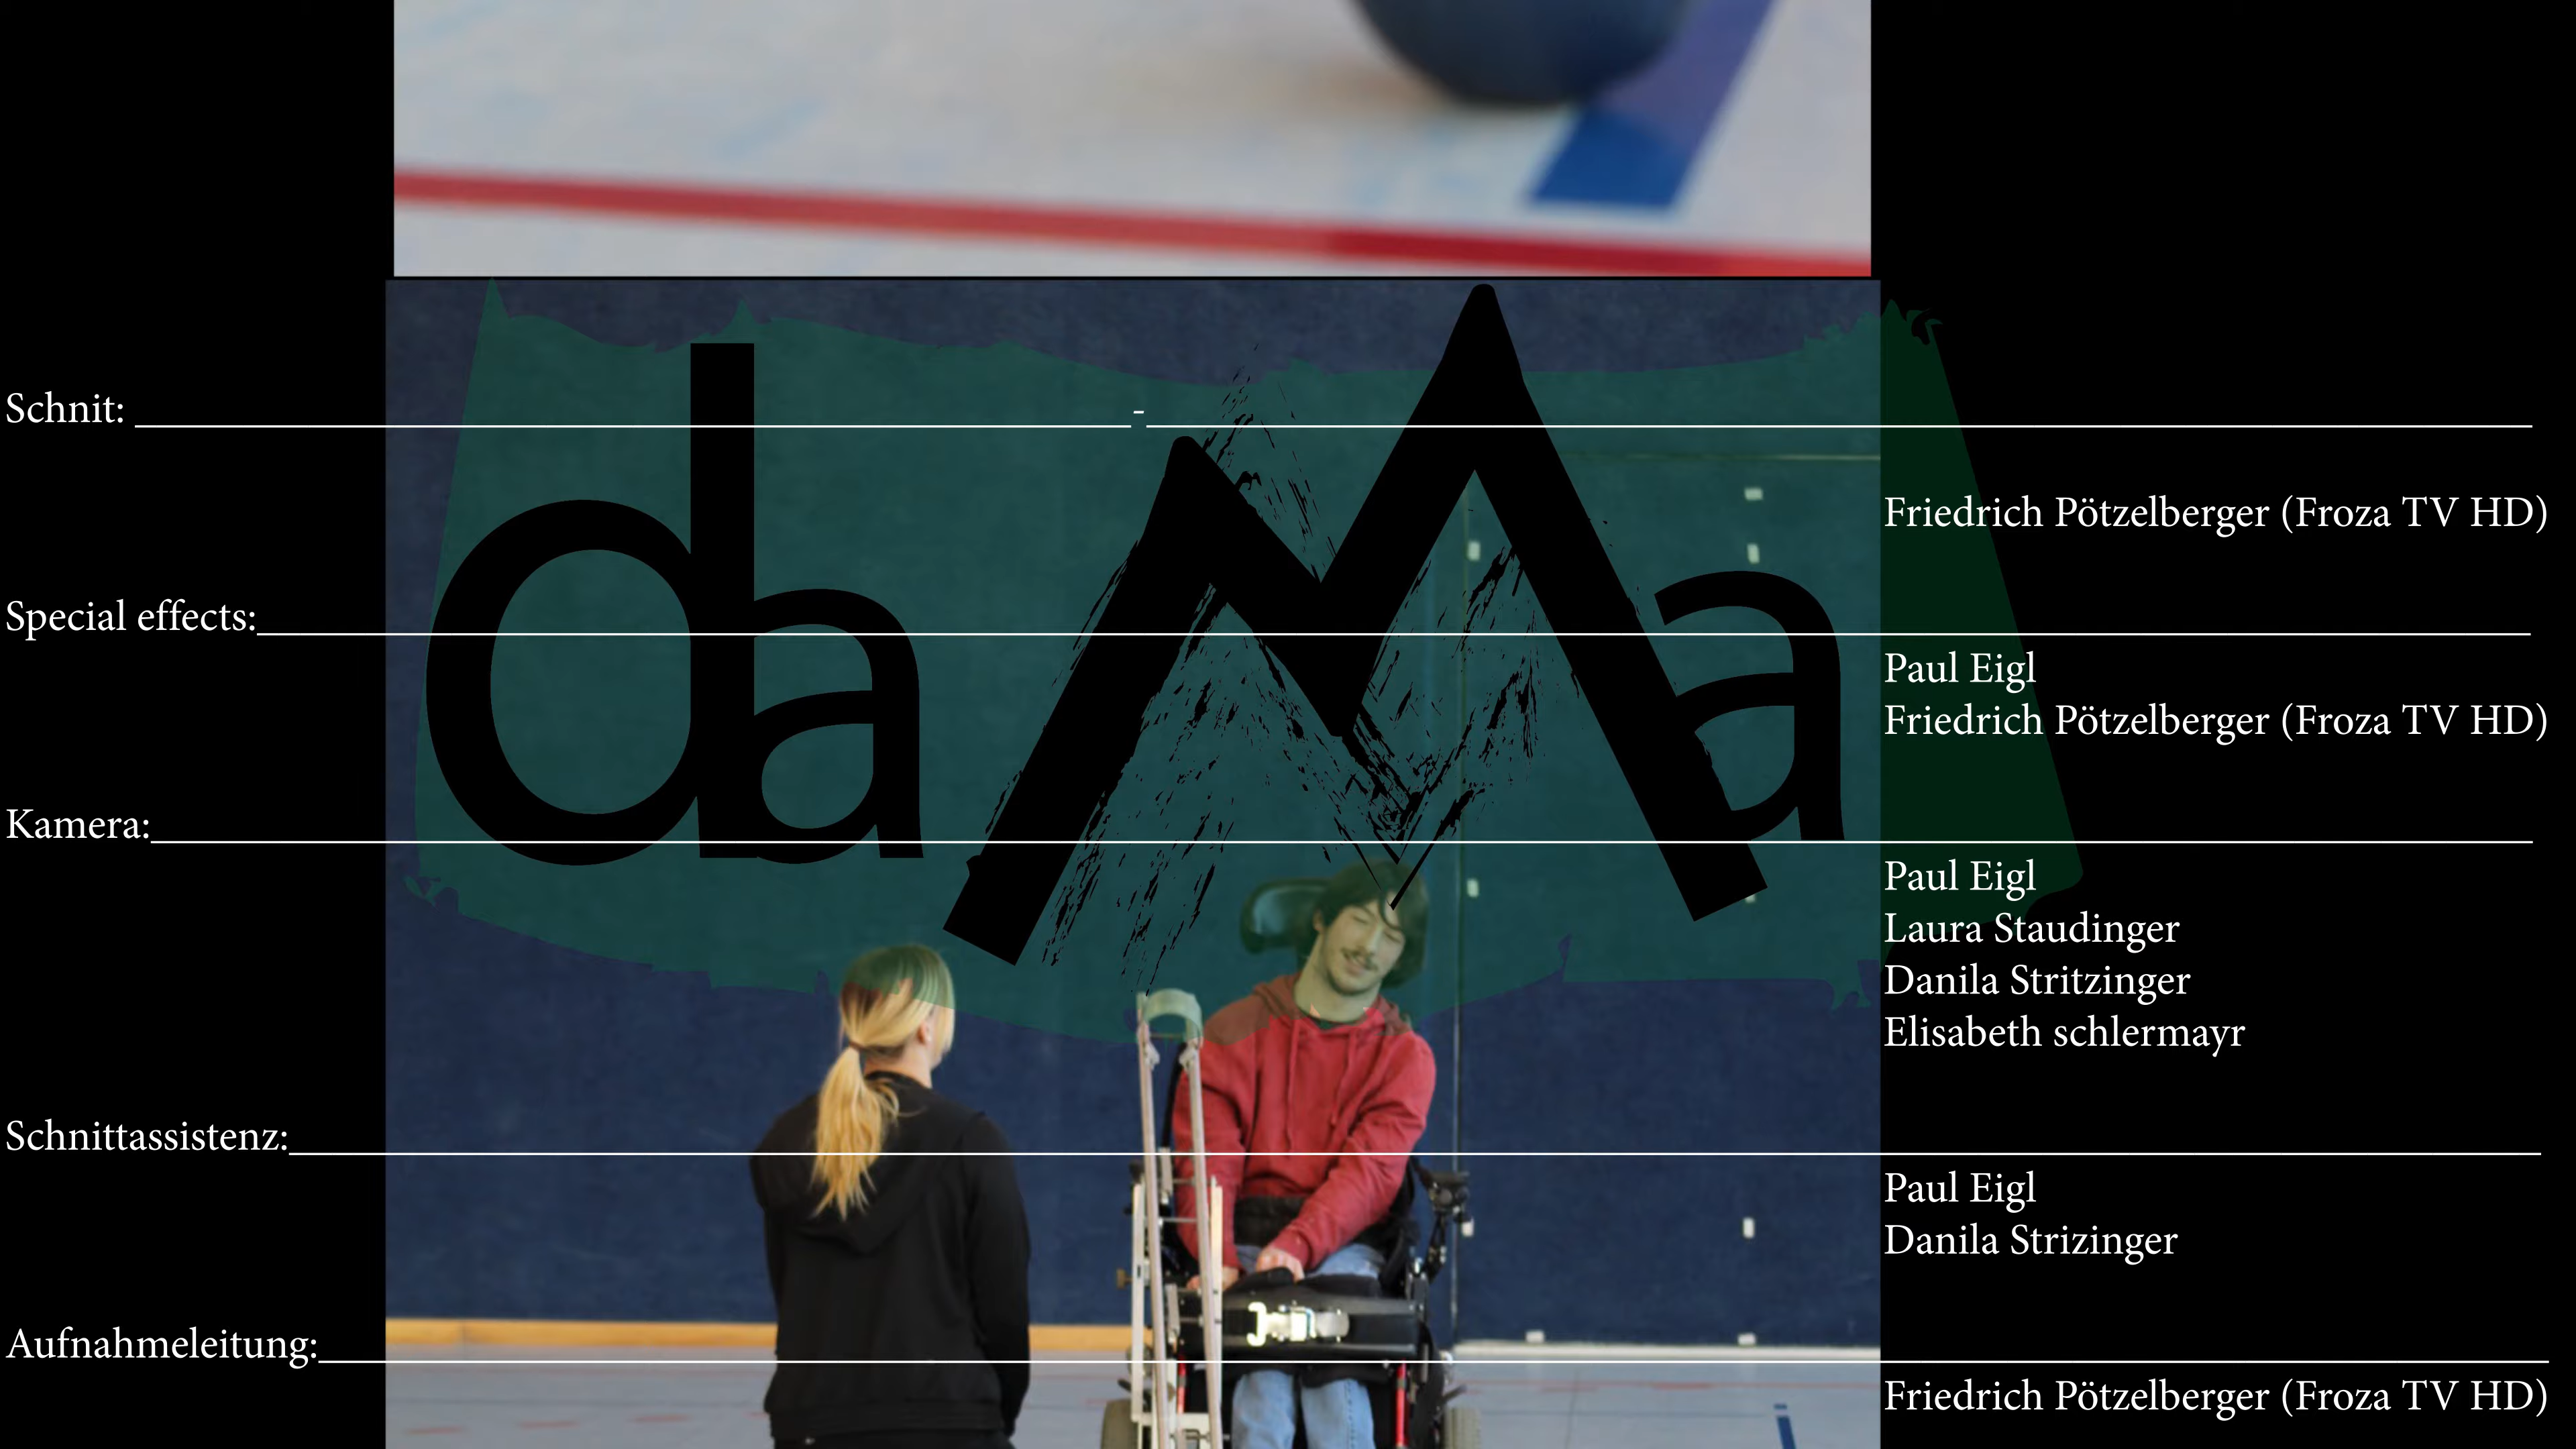 Schnit: -
Friedrich Pötzelberger (Froza TV HD)
Special effects:
Paul Eigl
Friedrich Pötzelberger (Froza TV HD)
Kamera:
Paul Eigl
Laura Staudinger
Danila Stritzinger
Elisabeth schlermayr
Schnittassistenz:
Paul Eigl
Danila Strizinger
Aufnahmeleitung:
Friedrich Pötzelberger (Froza TV HD)
daMa